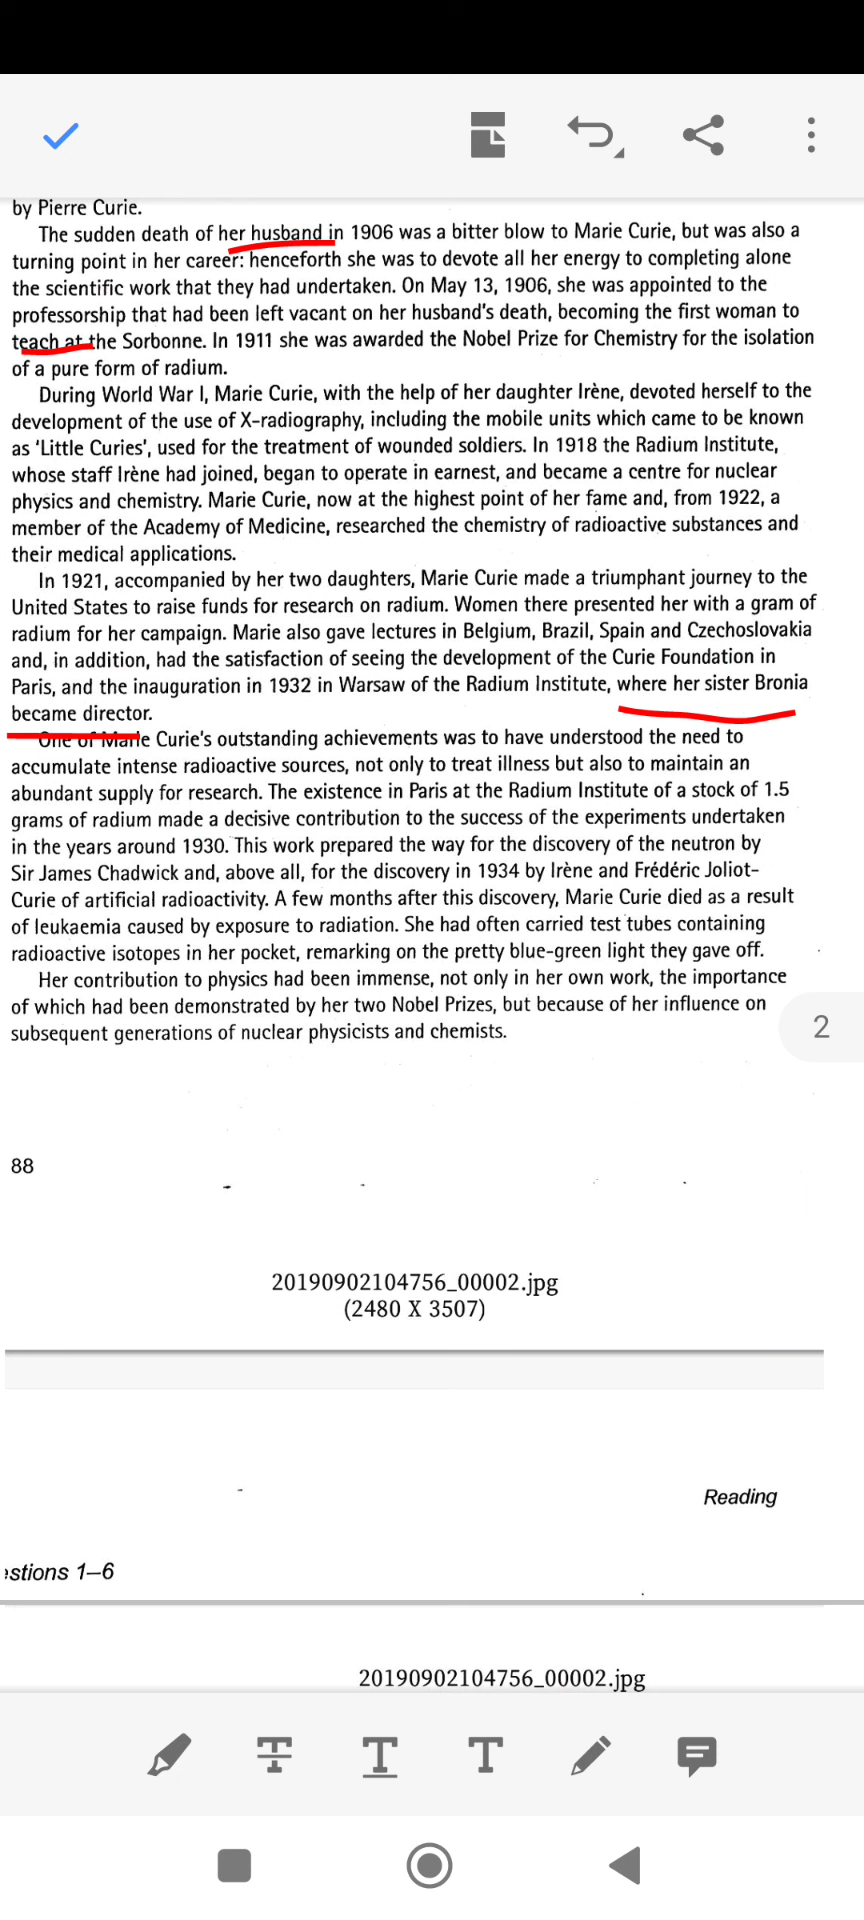 by Pierre Curie.
The sudden death of her husband in 1906 was a bitter blow to Marie Curie, but was also a
turning point in her career: henceforth she was to devote all her energy to completing alone
the scientific work that they had undertaken. On May 13, 1906, she was appointed to the
professorship that had been left vacant on her husband's death, becoming the first woman to
teach at the Sorbonne. In 1911 she was awarded the Nobel Prize for Chemistry for the isolation
of a pure form of radium.
During World War I, Marie Curie, with the help of her daughter Irène, devoted herself to the
development of the use of X-radiography, including the mobile units which came to be known
as 'Little Curies', used for the treatment of wounded soldiers. In 1918 the Radium Institute,
whose staff Irène had joined, began to operate in earnest, and became a centre for nuclear
physics and chemistry. Marie Curie, now at the highest point of her fame and, from 1922, a
member of the Academy of Medicine, researched the chemistry of radioactive substances and
their medical applications.
In 1921, accompanied by her two daughters, Marie Curie made a triumphant journey to the
United States to raise funds for research on radium. Women there presented her with a gram of
radium for her campaign. Marie also gave lectures in Belgium, Brazil, Spain and Czechoslovakia
and, in addition, had the satisfaction of seeing the development of the Curie Foundation in
Paris, and the inauguration in 1932 in Warsaw of the Radium Institute, where her sister Bronia
became director.
One of Marie Curie's outstanding achievements was to have understood the need to
accumulate intense radioactive sources, not only to treat illness but also to maintain an
abundant supply for research. The existence in Paris at the Radium Institute of a stock of 1.5
grams of radium made a decisive contribution to the success of the experiments undertaken
in the years around 1930. This work prepared the way for the discovery of the neutron by
Sir James Chadwick and, above all, for the discovery in 1934 by Irène and Frédéric Joliot-
Curie of artificial radioactivity. A few months after this discovery, Marie Curie died as a result
of leukaemia caused by exposure to radiation. She had often carried test tubes containing
radioactive isotopes in her pocket, remarking on the pretty blue-green light they gave off.
Her contribution to physics had been immense, not only in her own work, the importance
of which had been demonstrated by her two Nobel Prizes, but because of her influence on
subsequent generations of nuclear physicists and chemists.
2
88
20190902104756_00002.jpg
(2480 X 3507)
Reading
estions 1–6
20190902104756_00002.jpg